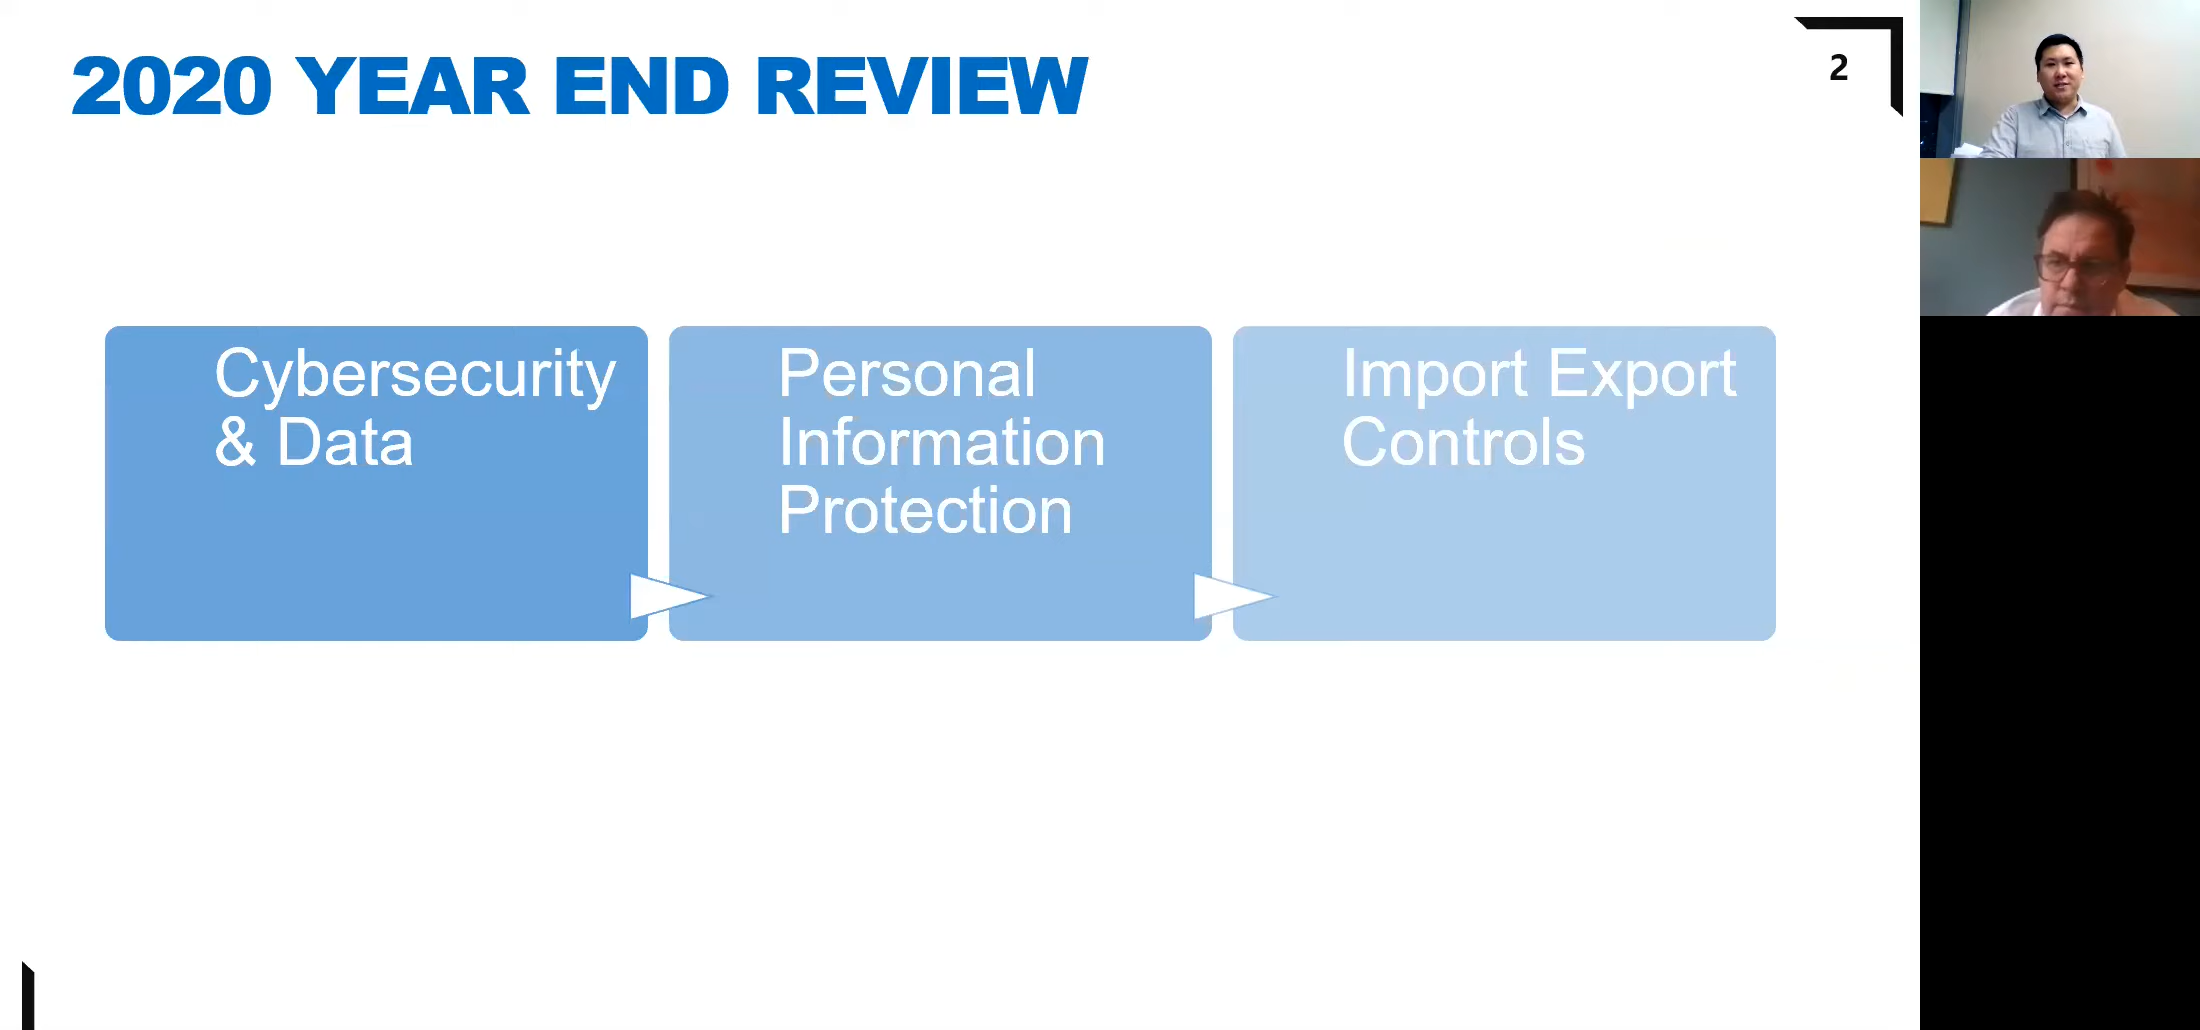 2020 YEAR END REVIEW
2
Cybersecurity
& Data
Personal
Information
Protection
Import Export
Controls